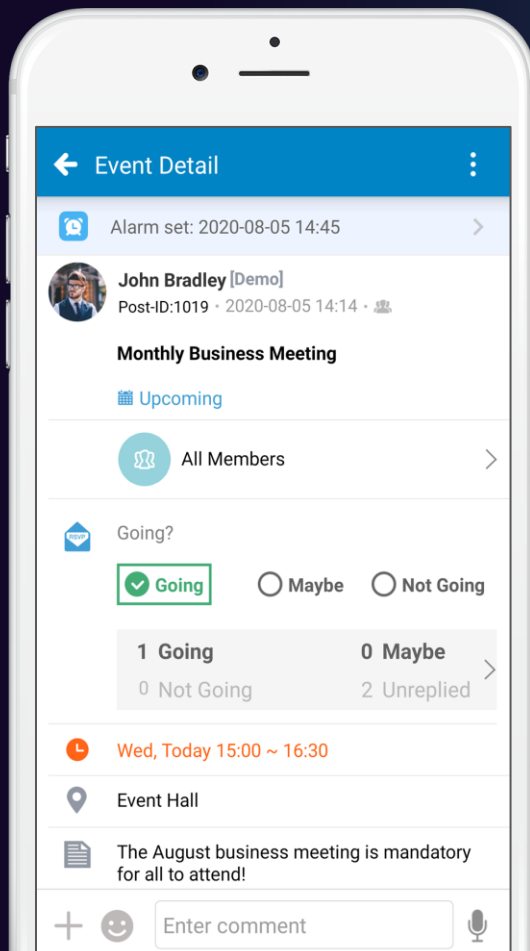 Event Detail
Alarm set: 2020-08-05 14:45
John Bradley [Demo]
Post-ID:1019 • 2020-08-05 14:14 •
Monthly Business Meeting
Upcoming
All Members
RSVP
Going?
Going Maybe Not Going
1 Going 0 Maybe
0 Not Going 2 Unreplied
Wed, Today 15:00 ~ 16:30
Event Hall
The August business meeting is mandatory
for all to attend!
Enter comment